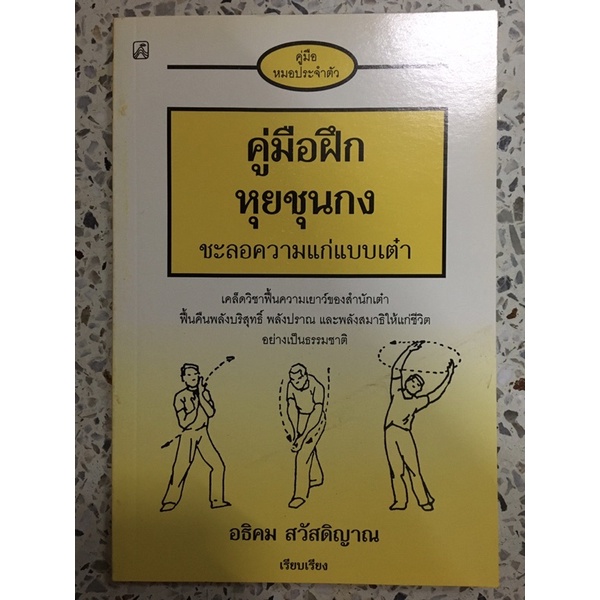 คู่มือ
หมอประจำตัว
คู่มือฝึก
หุยชุนกง
ชะลอความแก่แบบเต๋า
เคล็ดวิชาฟื้นความเยาว์ของสำนักเต๋า
ฟื้นคืนพลังบริสุทธิ์ พลังปราณ และพลังสมาธิให้แก่ชีวิต
อย่างเป็นธรรมชาติ
อธิคม สวัสดิญาณ
เรียบเรียง